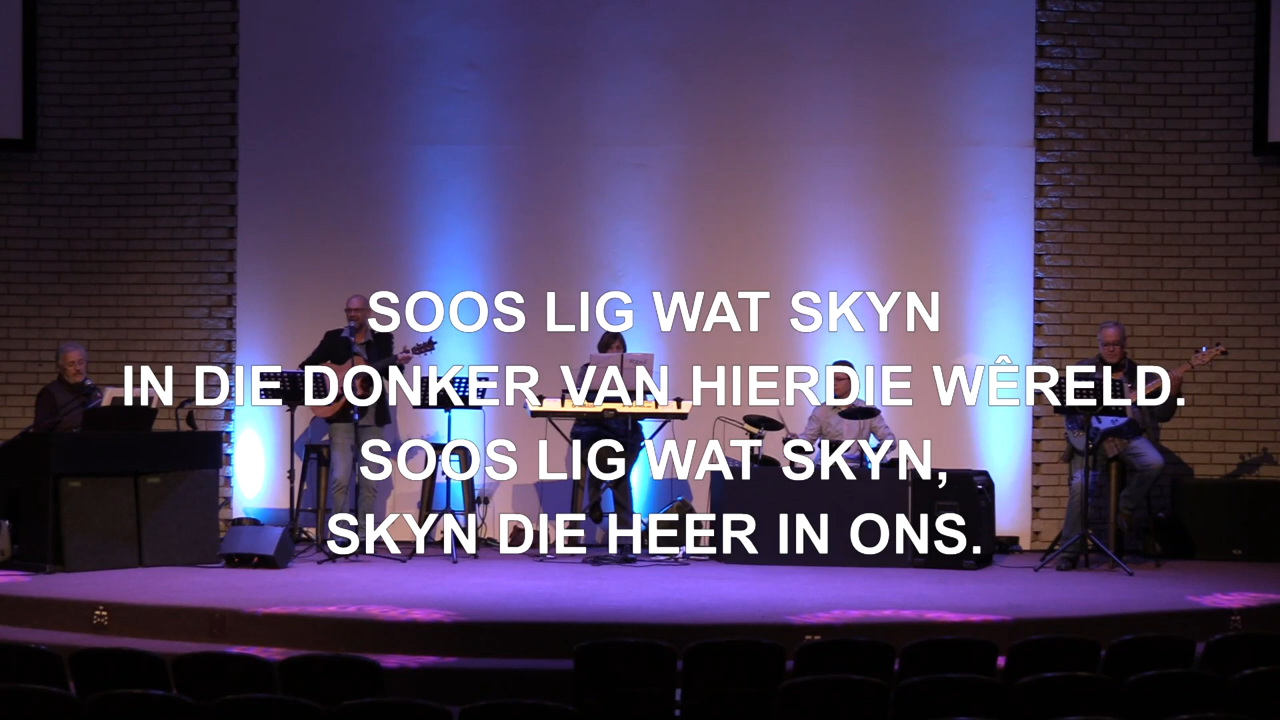 SOOS LIG WAT SKYN
IN DIE DONKER VAN HIERDIE WÊRELD.
SOOS LIG WAT SKYN,
SKYN DIE HEER IN ONS.